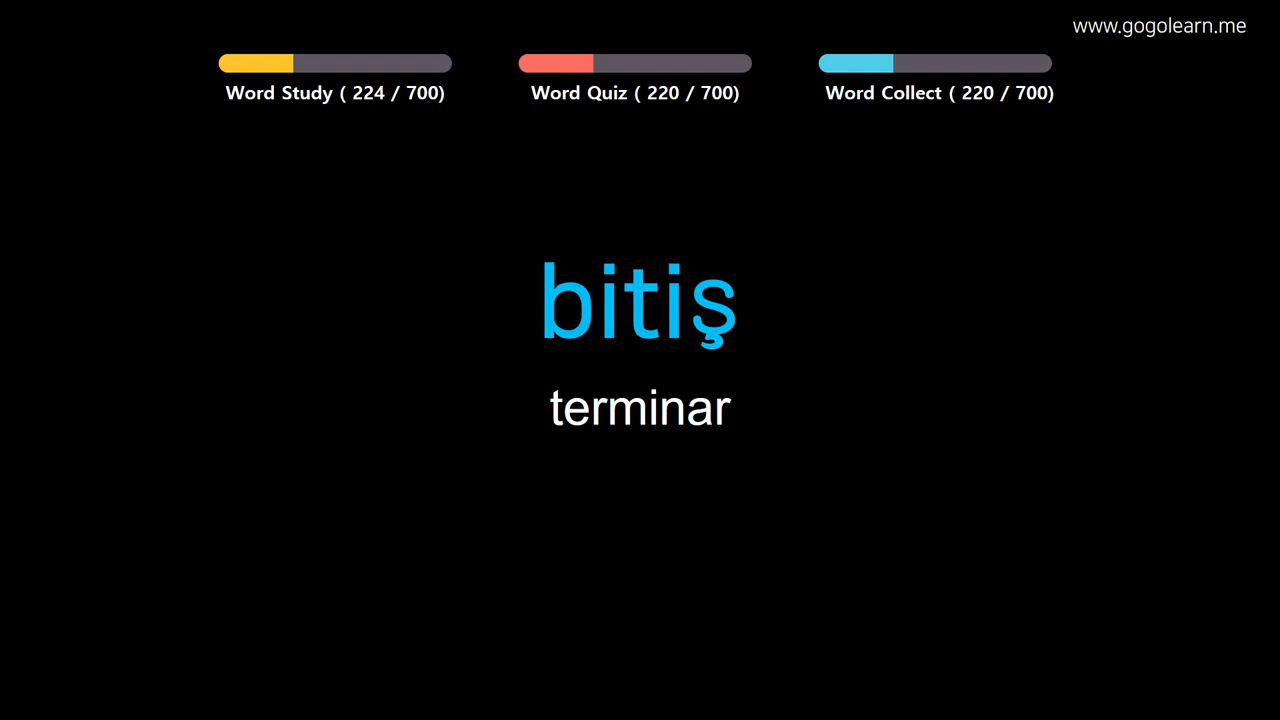 www.gogolearn.me
Word Study ( 224 / 700)
Word Quiz ( 220 / 700)
Word Collect ( 220 / 700)
bitiş
terminar